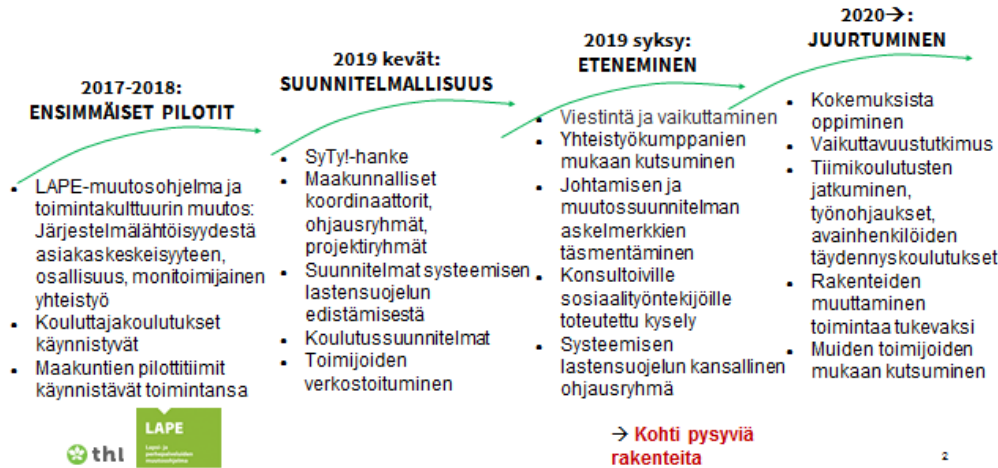 2017-2018:
ENSIMMÄISET PILOTIT
• LAPE-muutosohjelma ja
toimintakulttuurin muutos:
Järjestelmälähtöisyydestä
asiakaskeskeisyyteen,
osallisuus, monitoimijainen
yhteistyö
• Kouluttajakoulutukset
käynnistyvät
• Maakuntien pilottitiimit
käynnistävät toimintansa
2019 kevät:
SUUNNITELMALLISUUS
• SyTy!-hanke
• Maakunnalliset
koordinaattorit,
ohjausryhmät,
projektiryhmät
• Suunnitelmat systeemisen
lastensuojelun
edistämisestä
• Koulutussuunnitelmat
• Toimijoiden
verkostoituminen
2019 syksy:
ETENEMINEN
• Viestintä ja vaikuttaminen
• Yhteistyökumppanien
mukaan kutsuminen
• Johtamisen ja
muutossuunnitelman
askelmerkkien
täsmentäminen
• Konsultoiville
sosiaalityöntekijöille
toteutettu kysely
• Systeemisen
lastensuojelun kansallinen
ohjausryhmä
2020→:
JUURTUMINEN
• Kokemuksista
oppiminen
• Vaikuttavuustutkimus
• Tiimikoulutusten
jatkuminen,
työnohjaukset,
avainhenkilöiden
täydennyskoulutukset
• Rakenteiden
muuttaminen
toimintaa tukevaksi
• Muiden toimijoiden
mukaan kutsuminen
thl
LAPE
Lapsi- ja
perhepalveluiden
muutosohjelma
→ Kohti pysyviä
rakenteita
2